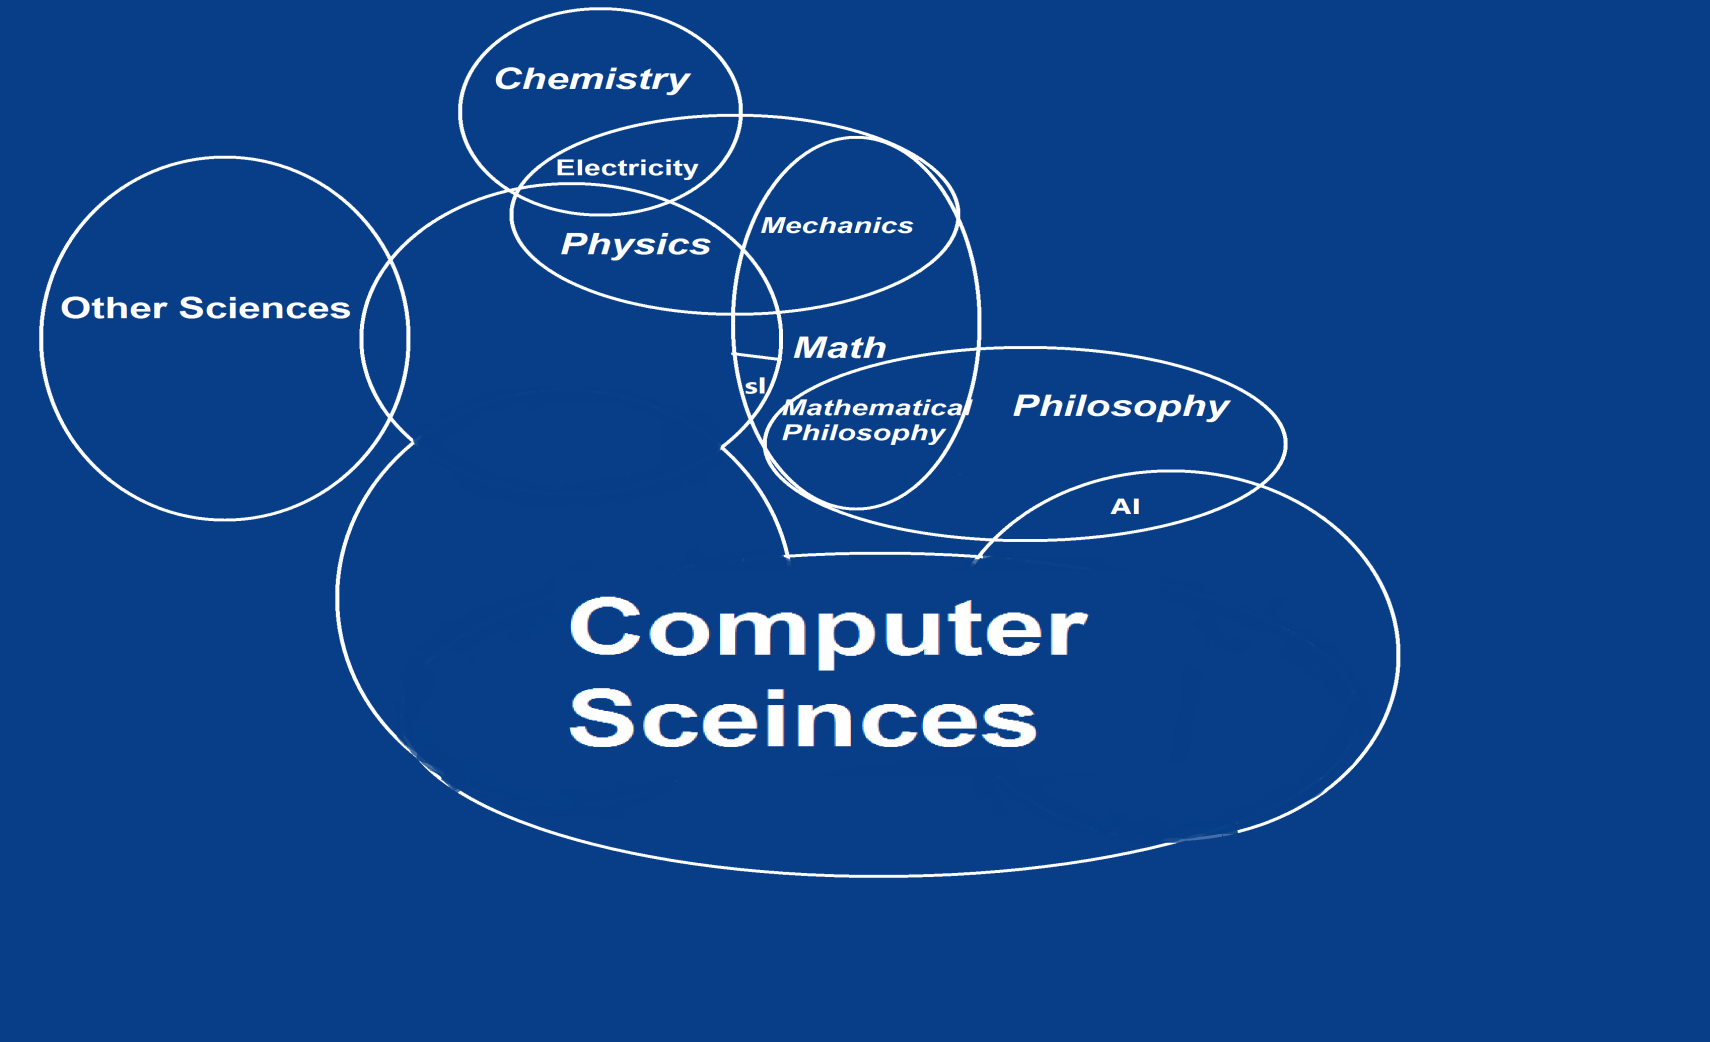 Chemistry
Electricity
Physics
Mechanics
Other Sciences
Math
sl
Mathematical
Philosophy
Philosophy
AI
Computer
Sceinces